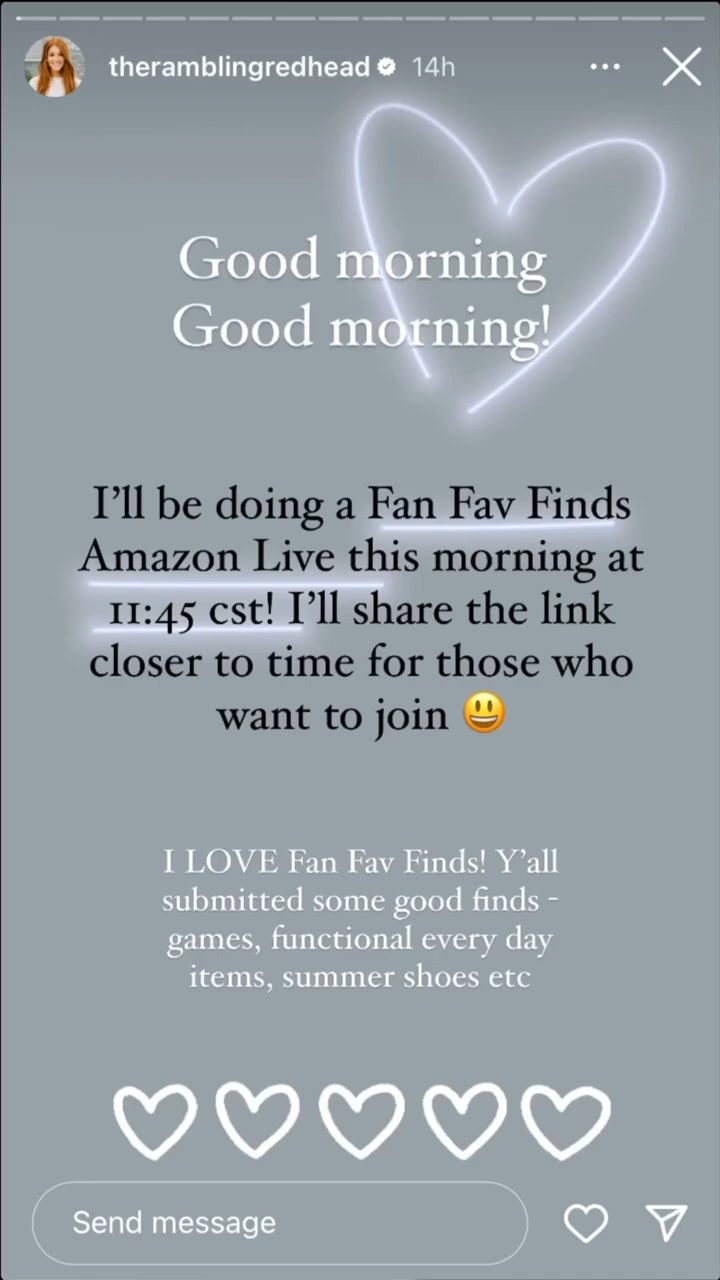 theramblingredhead 14h
Good morning
Good morning!
I'll be doing a Fan Fav Finds
Amazon Live this morning at
11:45 cst! I'll share the link
closer to time for those who
want to join 😃
I LOVE Fan Fav Finds! Y'all
submitted some good finds -
games, functional every day
items, summer shoes etc
Send message